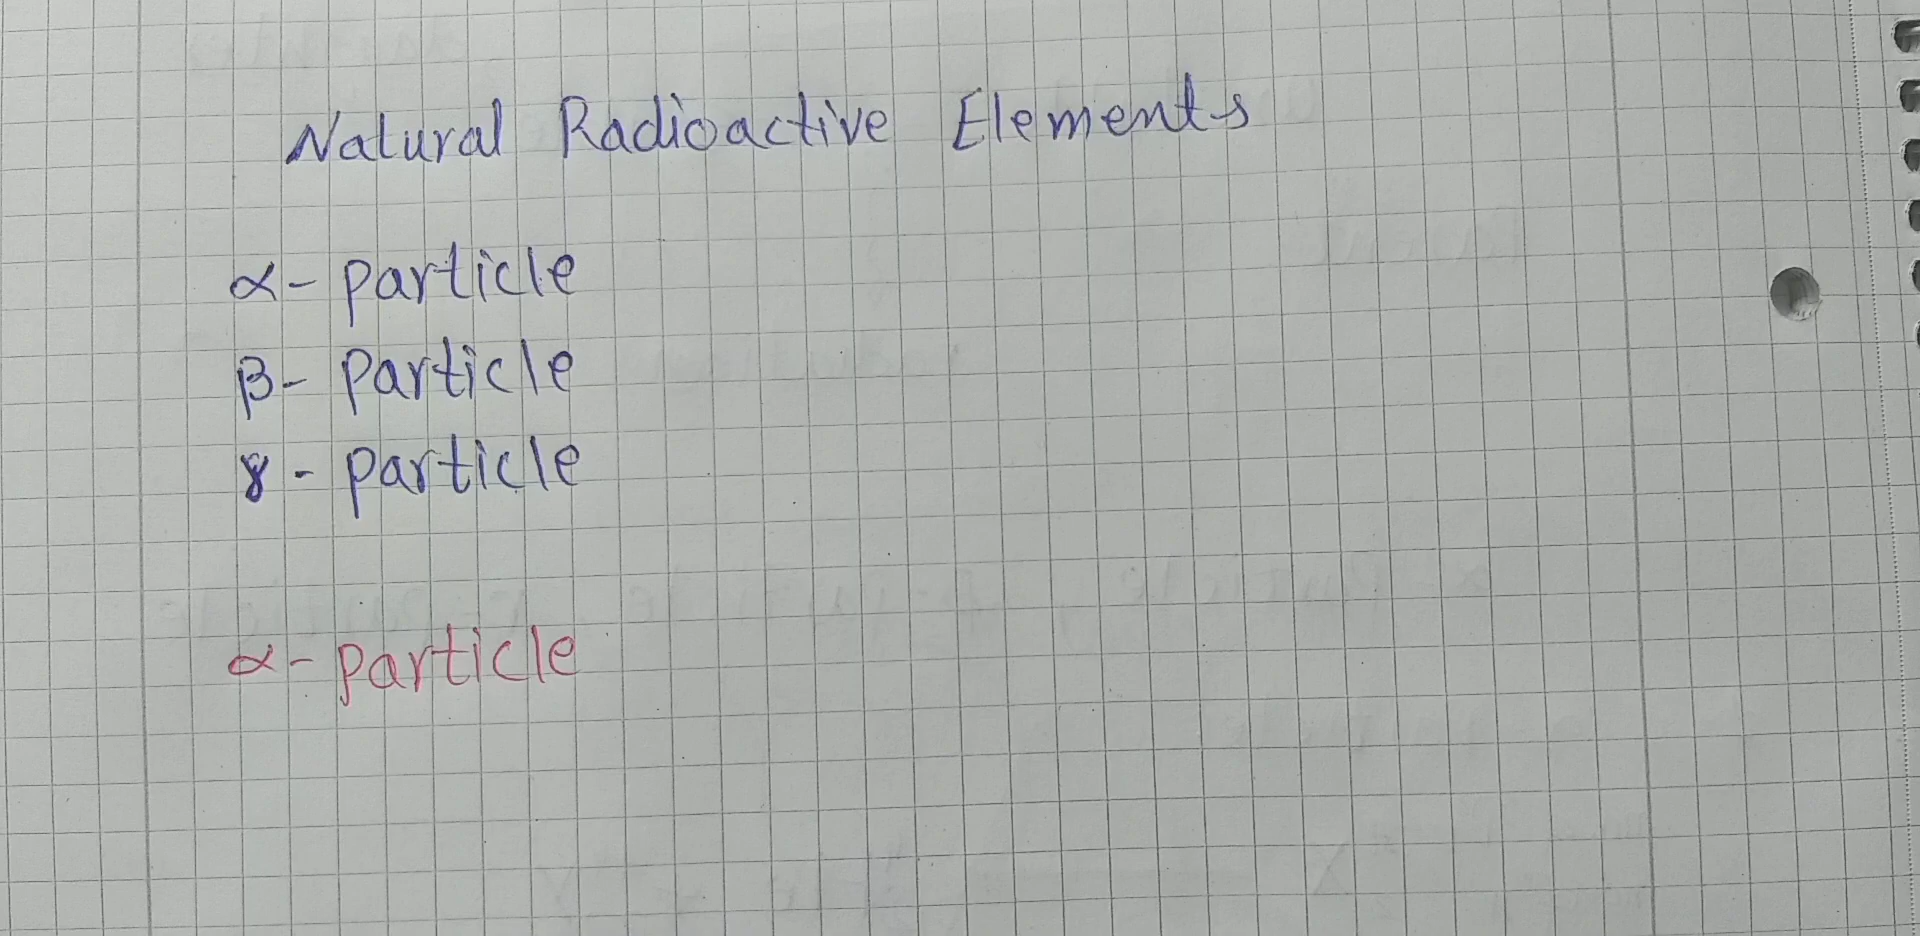 Natural Radioactive Elements
α- particle
β- particle
γ - particle
α- particle